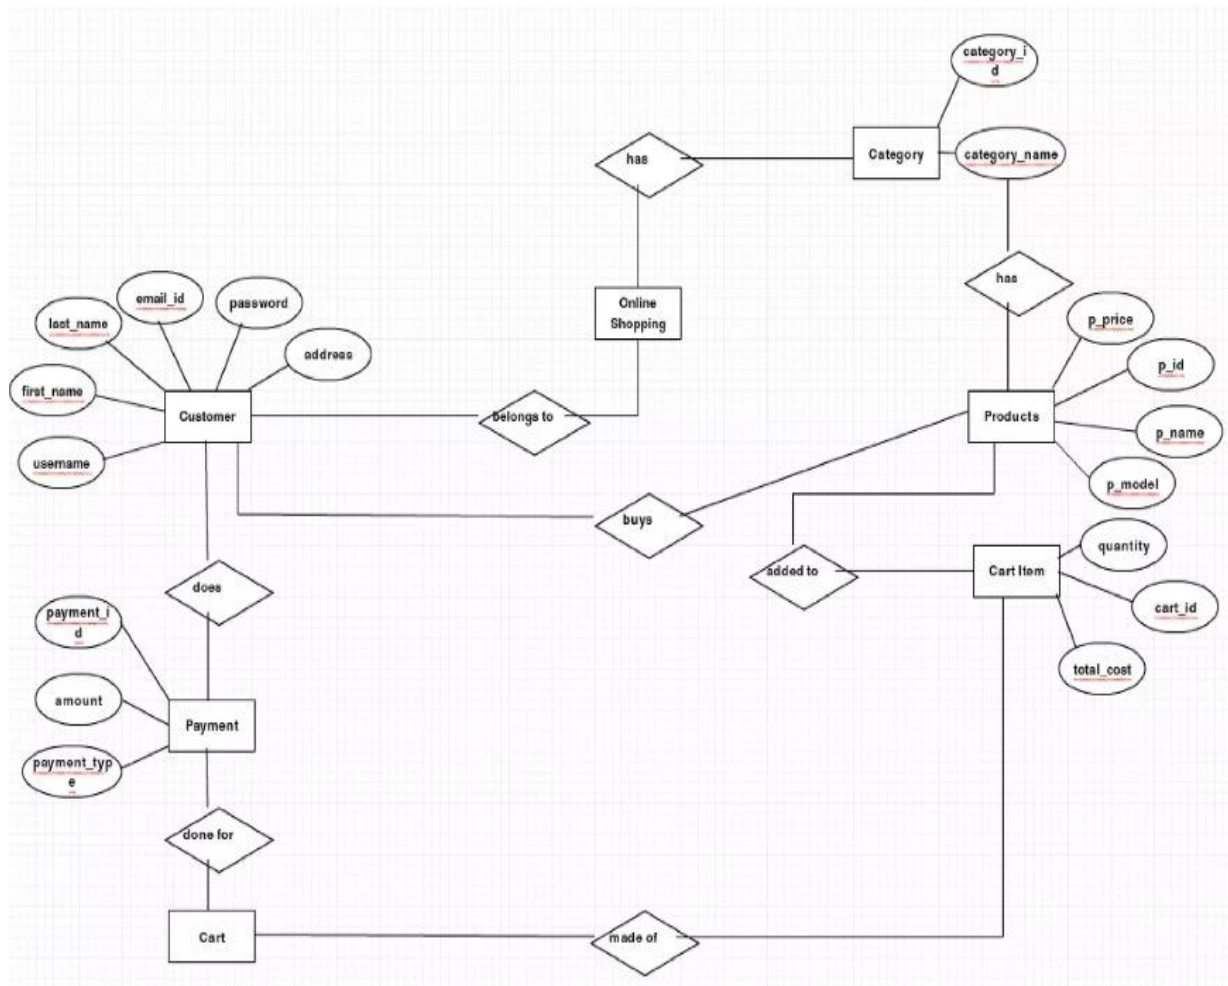 category_i
d
has
Category
category_name
has
Online
Shopping
email_id
password
last_name
address
first_name
Customer
username
belongs to
p_price
p_id
Products
p_name
p_model
buys
quantity
added to
Cart Item
cart_id
total_cost
does
payment_i
d
amount
Payment
payment_typ
e
done for
Cart
made of